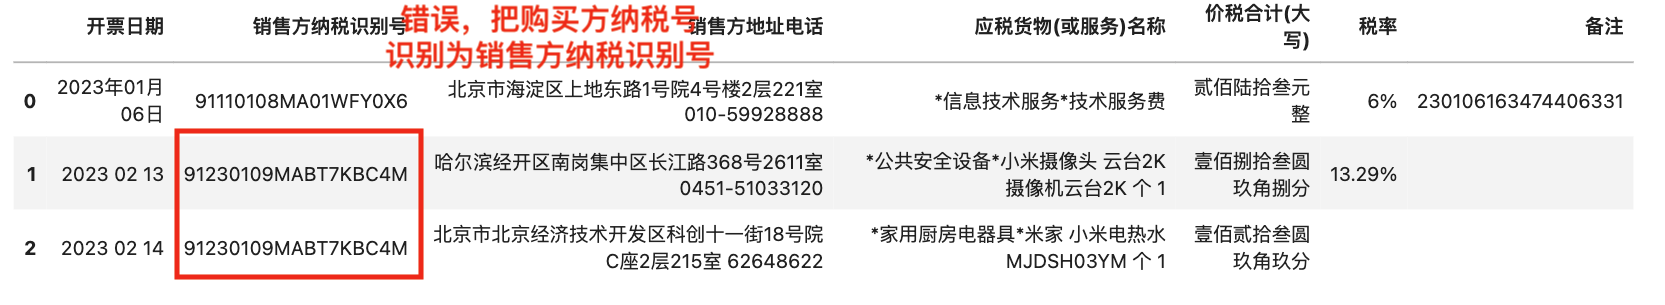 错误，把购买方纳税号
识别为销售方纳税识别号
开票日期 销售方纳税识别号 销售方地址电话 应税货物(或服务)名称 价税合计(大写) 税率 备注
0 2023年01月06日 91110108MA01WFY0X6 北京市海淀区上地东路1号院4号楼2层221室 010-59928888 *信息技术服务*技术服务费 贰佰陆拾叁元整 6% 230106163474406331
1 2023 02 13 91230109MABT7KBC4M 哈尔滨经开区南岗集中区长江路368号2611室 0451-51033120 *公共安全设备*小米摄像头 云台2K 摄像机云台2K 个 1 壹佰捌拾叁圆玖角捌分 13.29%
2 2023 02 14 91230109MABT7KBC4M 北京市北京经济技术开发区科创十一街18号院C座2层215室 62648622 *家用厨房电器具*米家 小米电热水 MJDSH03YM 个 1 壹佰贰拾叁圆玖角玖分